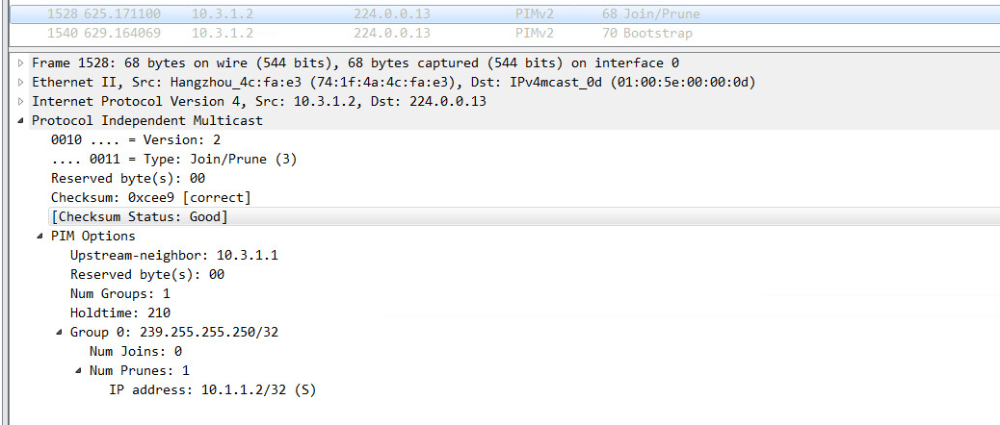 1528 625.171100 10.3.1.2 224.0.0.13 PIMv2 68 Join/Prune
1540 629.164069 10.3.1.2 224.0.0.13 PIMv2 70 Bootstrap
Frame 1528: 68 bytes on wire (544 bits), 68 bytes captured (544 bits) on interface 0
Ethernet II, Src: Hangzhou_4c:fa:e3 (74:1f:4a:4c:fa:e3), Dst: IPv4mcast_0d (01:00:5e:00:00:0d)
Internet Protocol Version 4, Src: 10.3.1.2, Dst: 224.0.0.13
Protocol Independent Multicast
0010 .... = Version: 2
.... 0011 = Type: Join/Prune (3)
Reserved byte(s): 00
Checksum: 0xcee9 [correct]
[Checksum Status: Good]
PIM Options
Upstream-neighbor: 10.3.1.1
Reserved byte(s): 00
Num Groups: 1
Holdtime: 210
Group 0: 239.255.255.250/32
Num Joins: 0
Num Prunes: 1
IP address: 10.1.1.2/32 (S)